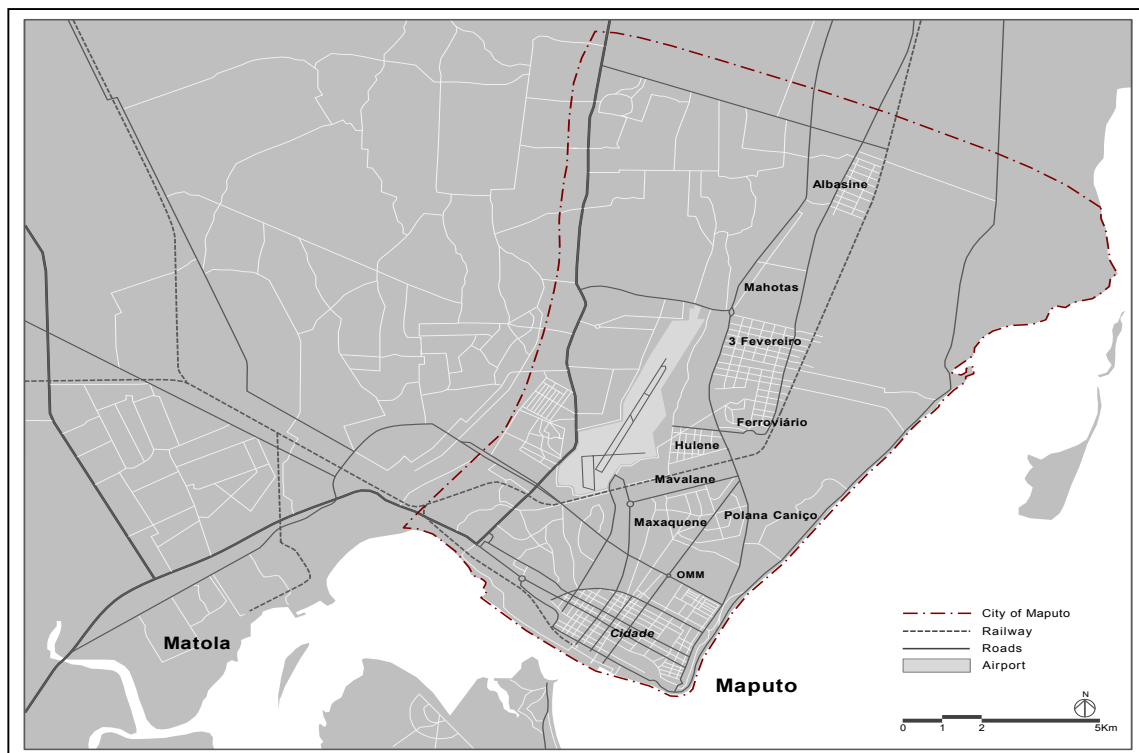 Albasine
Mahotas
3 Fevereiro
Ferroviário
Hulene
Mavalane
Polana Caniço
Maxaquene
OMM
Cidade
Matola
Maputo
City of Maputo
Railway
Roads
Airport
N
0 1 2 5Km